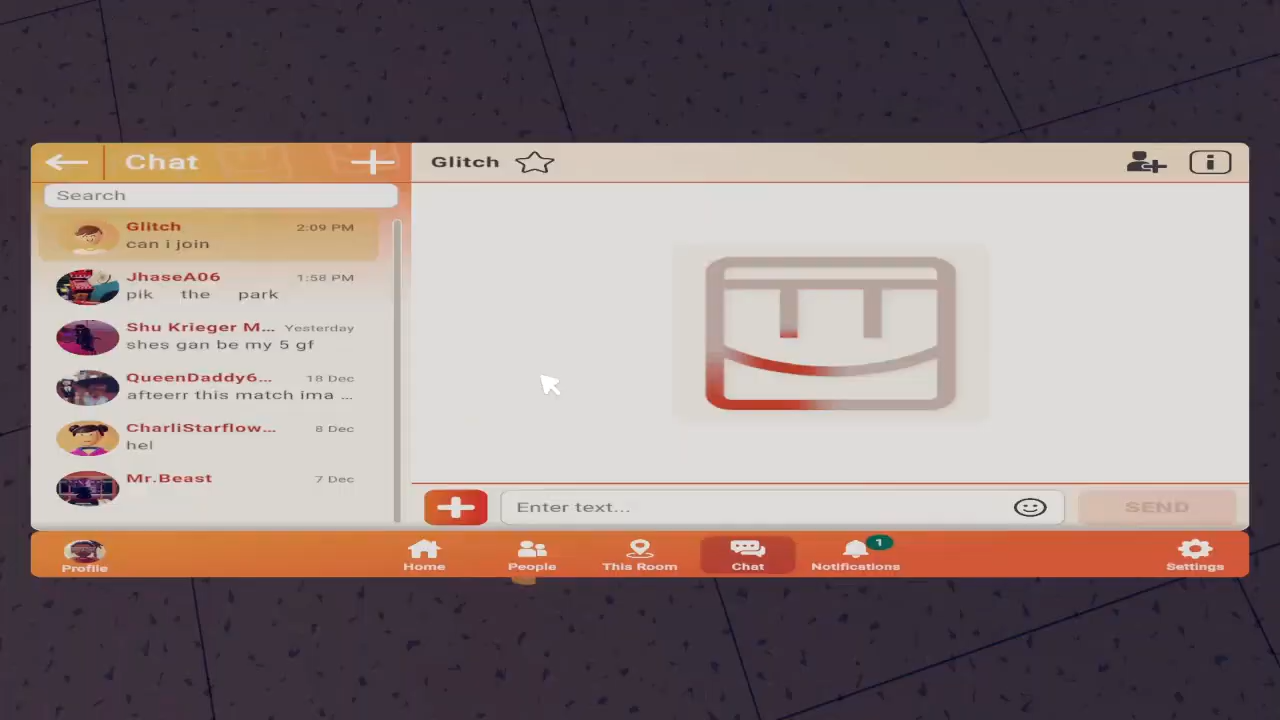 Chat
Search
Glitch 2:09 PM
can i join
JhaseA06 1:58 PM
pik the park
Shu Krieger M... Yesterday
shes gan be my 5 gf
QueenDaddy6... 18 Dec
afteerr this match ima ...
CharliStarflow... 8 Dec
hel
Mr.Beast 7 Dec
Glitch
Enter text...
SEND
Profile
Home
People
This Room
Chat
1
Notifications
Settings